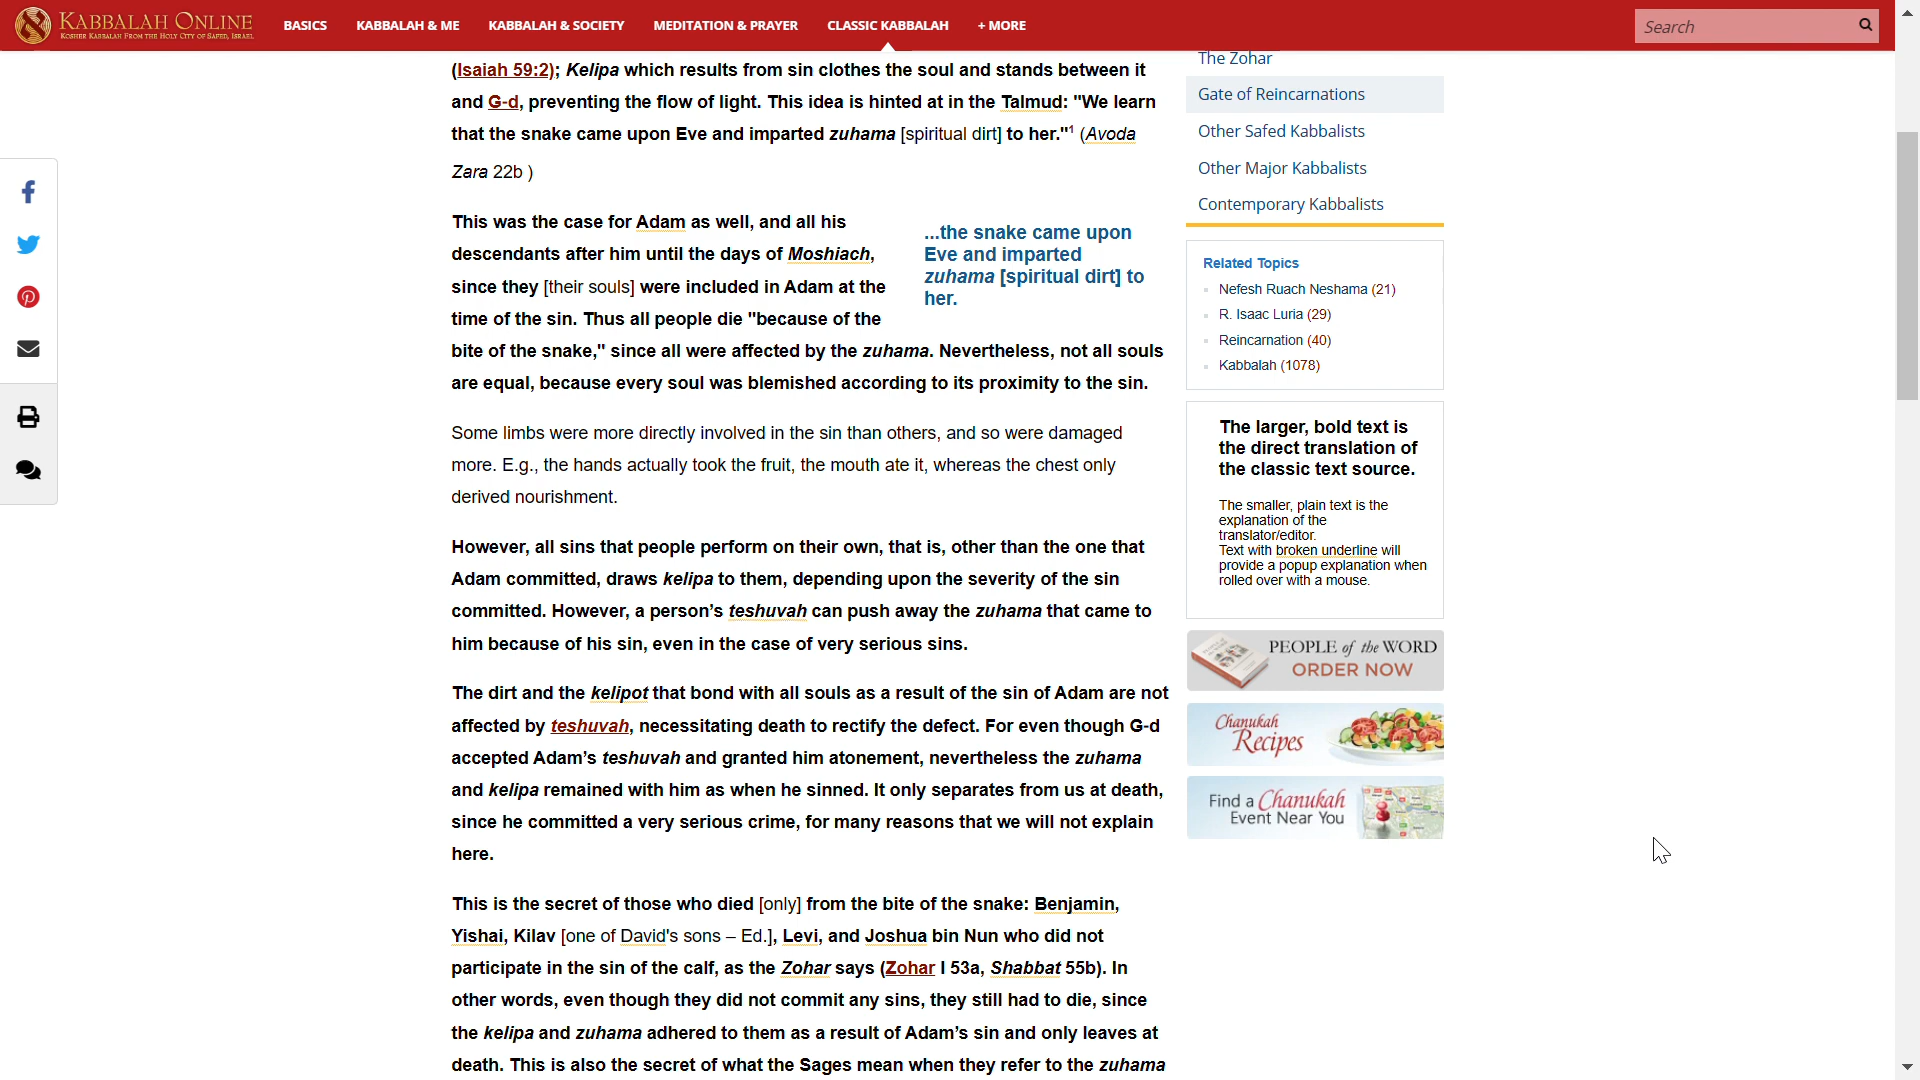 KABBALAH ONLINE
KOSHER KABBALAH FROM THE HOLY CITY OF SAFED, ISRAEL
BASICS
KABBALAH & ME
KABBALAH & SOCIETY
MEDITATION & PRAYER
CLASSIC KABBALAH
+ MORE
Search
(Isaiah 59:2); Kelipa which results from sin clothes the soul and stands between it
and G-d, preventing the flow of light. This idea is hinted at in the Talmud: "We learn
that the snake came upon Eve and imparted zuhama [spiritual dirt] to her."1 (Avoda
Zara 22b )
This was the case for Adam as well, and all his
descendants after him until the days of Moshiach,
since they [their souls] were included in Adam at the
time of the sin. Thus all people die "because of the
bite of the snake," since all were affected by the zuhama. Nevertheless, not all souls
are equal, because every soul was blemished according to its proximity to the sin.
...the snake came upon
Eve and imparted
zuhama [spiritual dirt] to
her.
Some limbs were more directly involved in the sin than others, and so were damaged
more. E.g., the hands actually took the fruit, the mouth ate it, whereas the chest only
derived nourishment.
However, all sins that people perform on their own, that is, other than the one that
Adam committed, draws kelipa to them, depending upon the severity of the sin
committed. However, a person’s teshuvah can push away the zuhama that came to
him because of his sin, even in the case of very serious sins.
The dirt and the kelipot that bond with all souls as a result of the sin of Adam are not
affected by teshuvah, necessitating death to rectify the defect. For even though G-d
accepted Adam’s teshuvah and granted him atonement, nevertheless the zuhama
and kelipa remained with him as when he sinned. It only separates from us at death,
since he committed a very serious crime, for many reasons that we will not explain
here.
This is the secret of those who died [only] from the bite of the snake: Benjamin,
Yishai, Kilav [one of David's sons – Ed.], Levi, and Joshua bin Nun who did not
participate in the sin of the calf, as the Zohar says (Zohar I 53a, Shabbat 55b). In
other words, even though they did not commit any sins, they still had to die, since
the kelipa and zuhama adhered to them as a result of Adam’s sin and only leaves at
death. This is also the secret of what the Sages mean when they refer to the zuhama
The Zohar
Gate of Reincarnations
Other Safed Kabbalists
Other Major Kabbalists
Contemporary Kabbalists
Related Topics
Nefesh Ruach Neshama (21)
R. Isaac Luria (29)
Reincarnation (40)
Kabbalah (1078)
The larger, bold text is
the direct translation of
the classic text source.
The smaller, plain text is the
explanation of the
translator/editor.
Text with broken underline will
provide a popup explanation when
rolled over with a mouse.
PEOPLE of the WORD
ORDER NOW
Chanukah
Recipes
Find a Chanukah
Event Near You